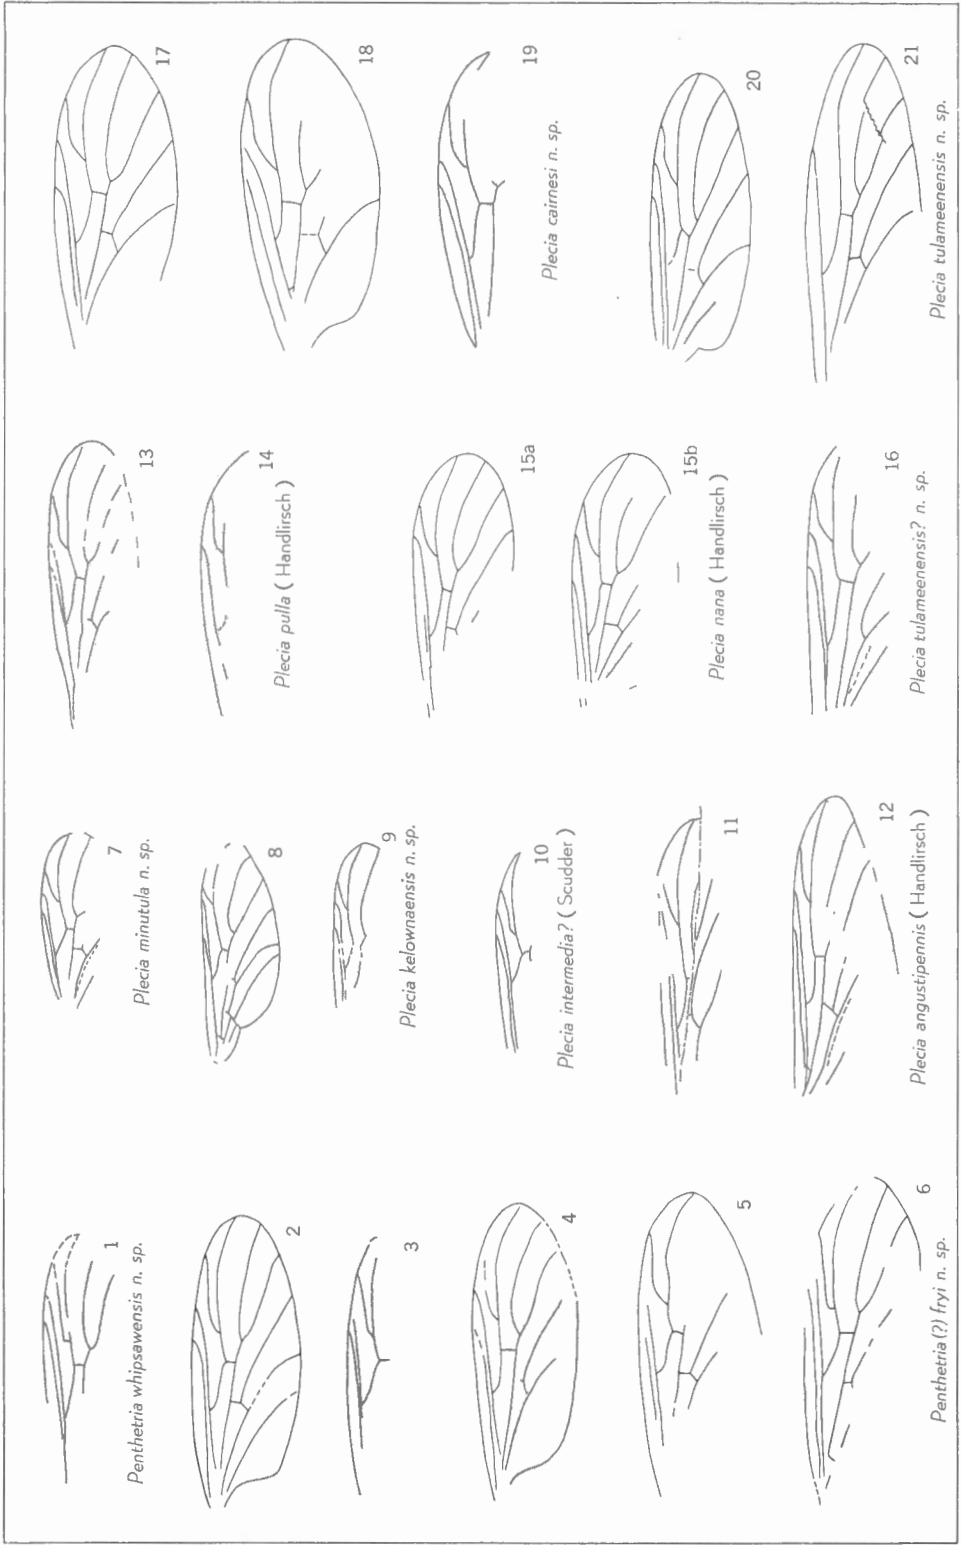 1
Penthetria whipsawensis n. sp.
2
3
4
5
6
Penthetria (?) fryi n. sp.
7
Plecia minutula n. sp.
8
9
Plecia kelownaensis n. sp.
10
Plecia intermedia? ( Scudder )
11
12
Plecia angustipennis ( Handlirsch )
13
14
Plecia pulla ( Handlirsch )
15a
15b
Plecia nana ( Handlirsch )
16
Plecia tulameenensis? n. sp.
17
18
19
Plecia cairnesi n. sp.
20
21
Plecia tulameenensis n. sp.